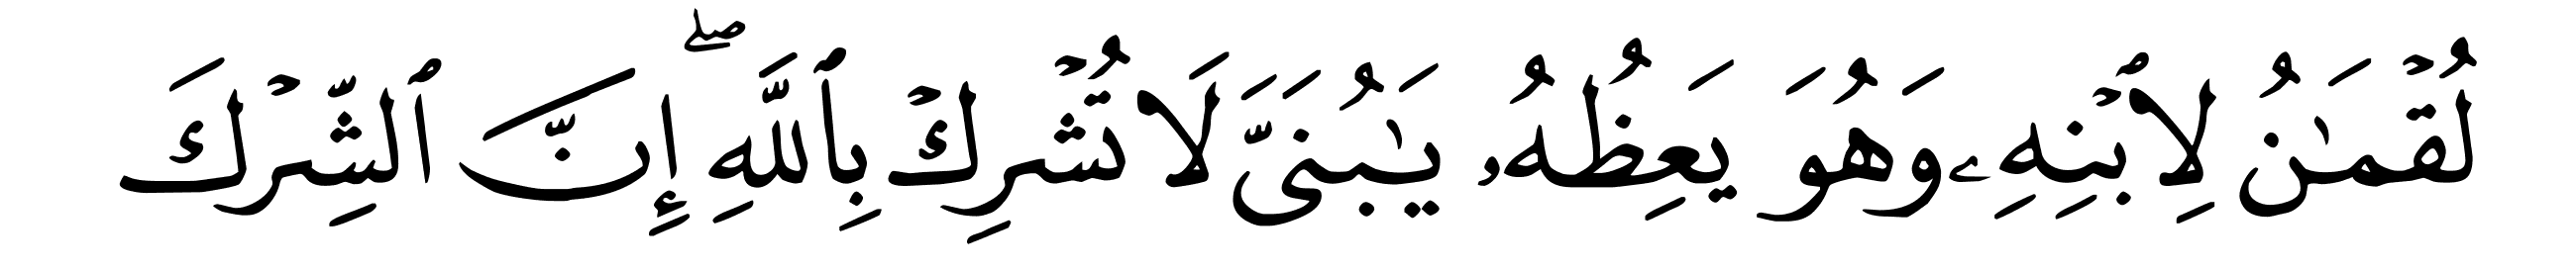 لُقْمَـٰنُ لِٱبْنِهِۦ وَهُوَ يَعِظُهُۥ يَـٰبُنَىَّ لَا تُشْرِكْ بِٱللَّهِ ۖ إِنَّ ٱلشِّرْكَ